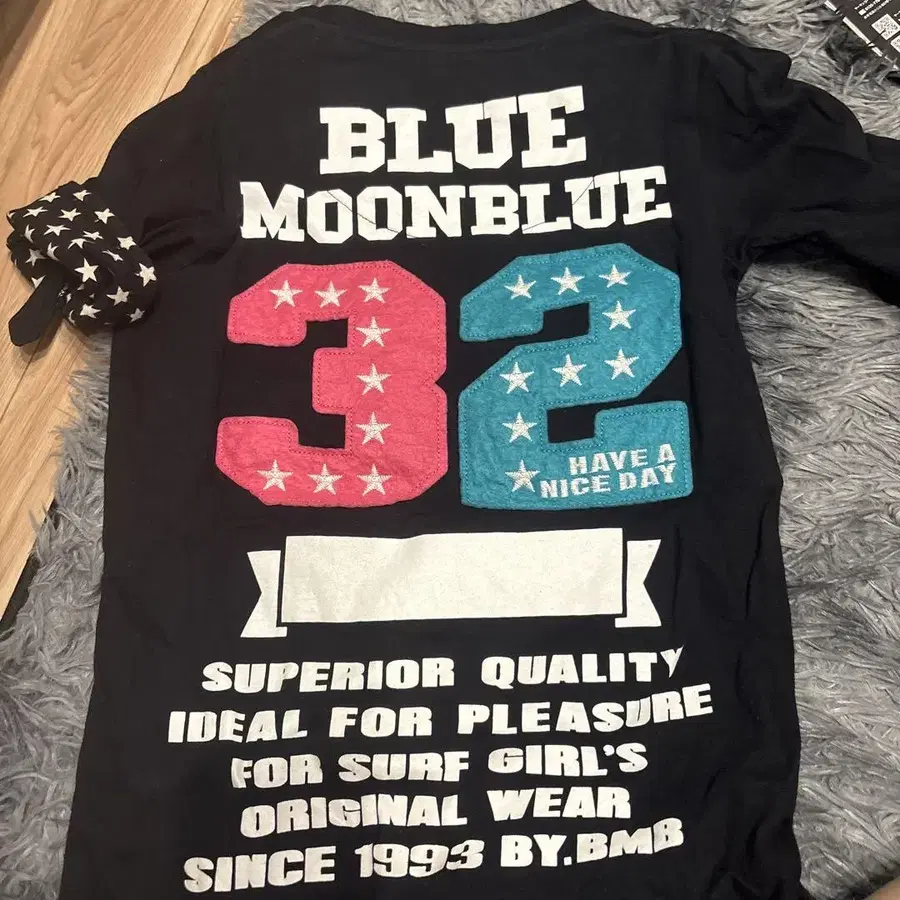 BLUE
MOONBLUE
32
HAVE A
NICE DAY
SUPERIOR QUALITY
IDEAL FOR PLEASURE
FOR SURF GIRL'S
ORIGINAL WEAR
SINCE 1993 BY.BMB